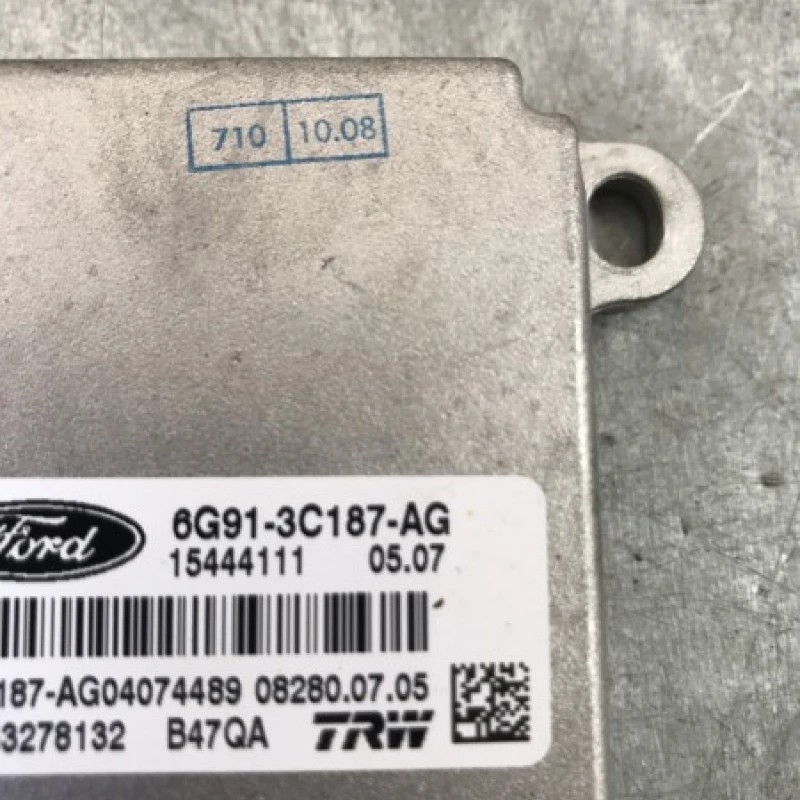 710 10.08
Ford 6G91-3C187-AG
15444111 05.07
187-AG04074489 08280.07.05
3278132 B47QA TRW